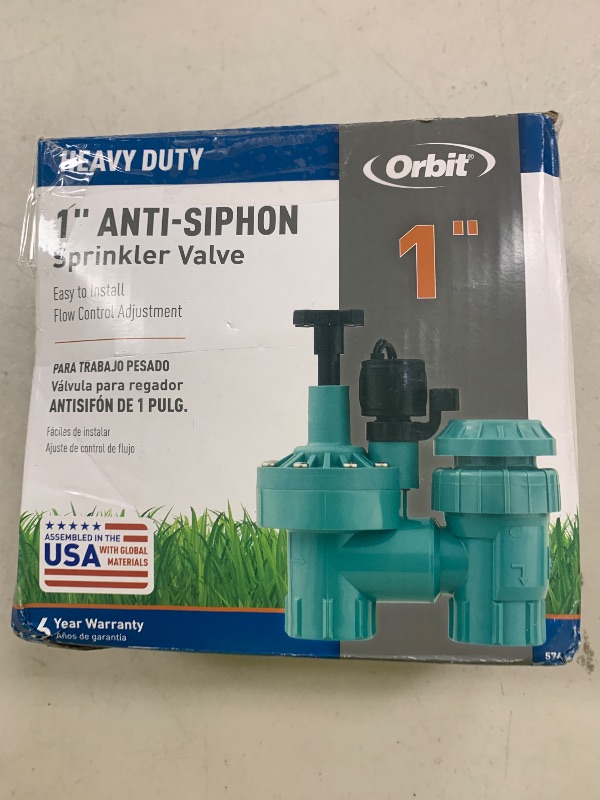 HEAVY DUTY
Orbit®
1" ANTI-SIPHON
Sprinkler Valve
1"
Easy to Install
Flow Control Adjustment
PARA TRABAJO PESADO
Válvula para regador
ANTISIFÓN DE 1 PULG.
Fáciles de instalar
Ajuste de control de flujo
ASSEMBLED IN THE
USA WITH GLOBAL
MATERIALS
Year Warranty
Años de garantía